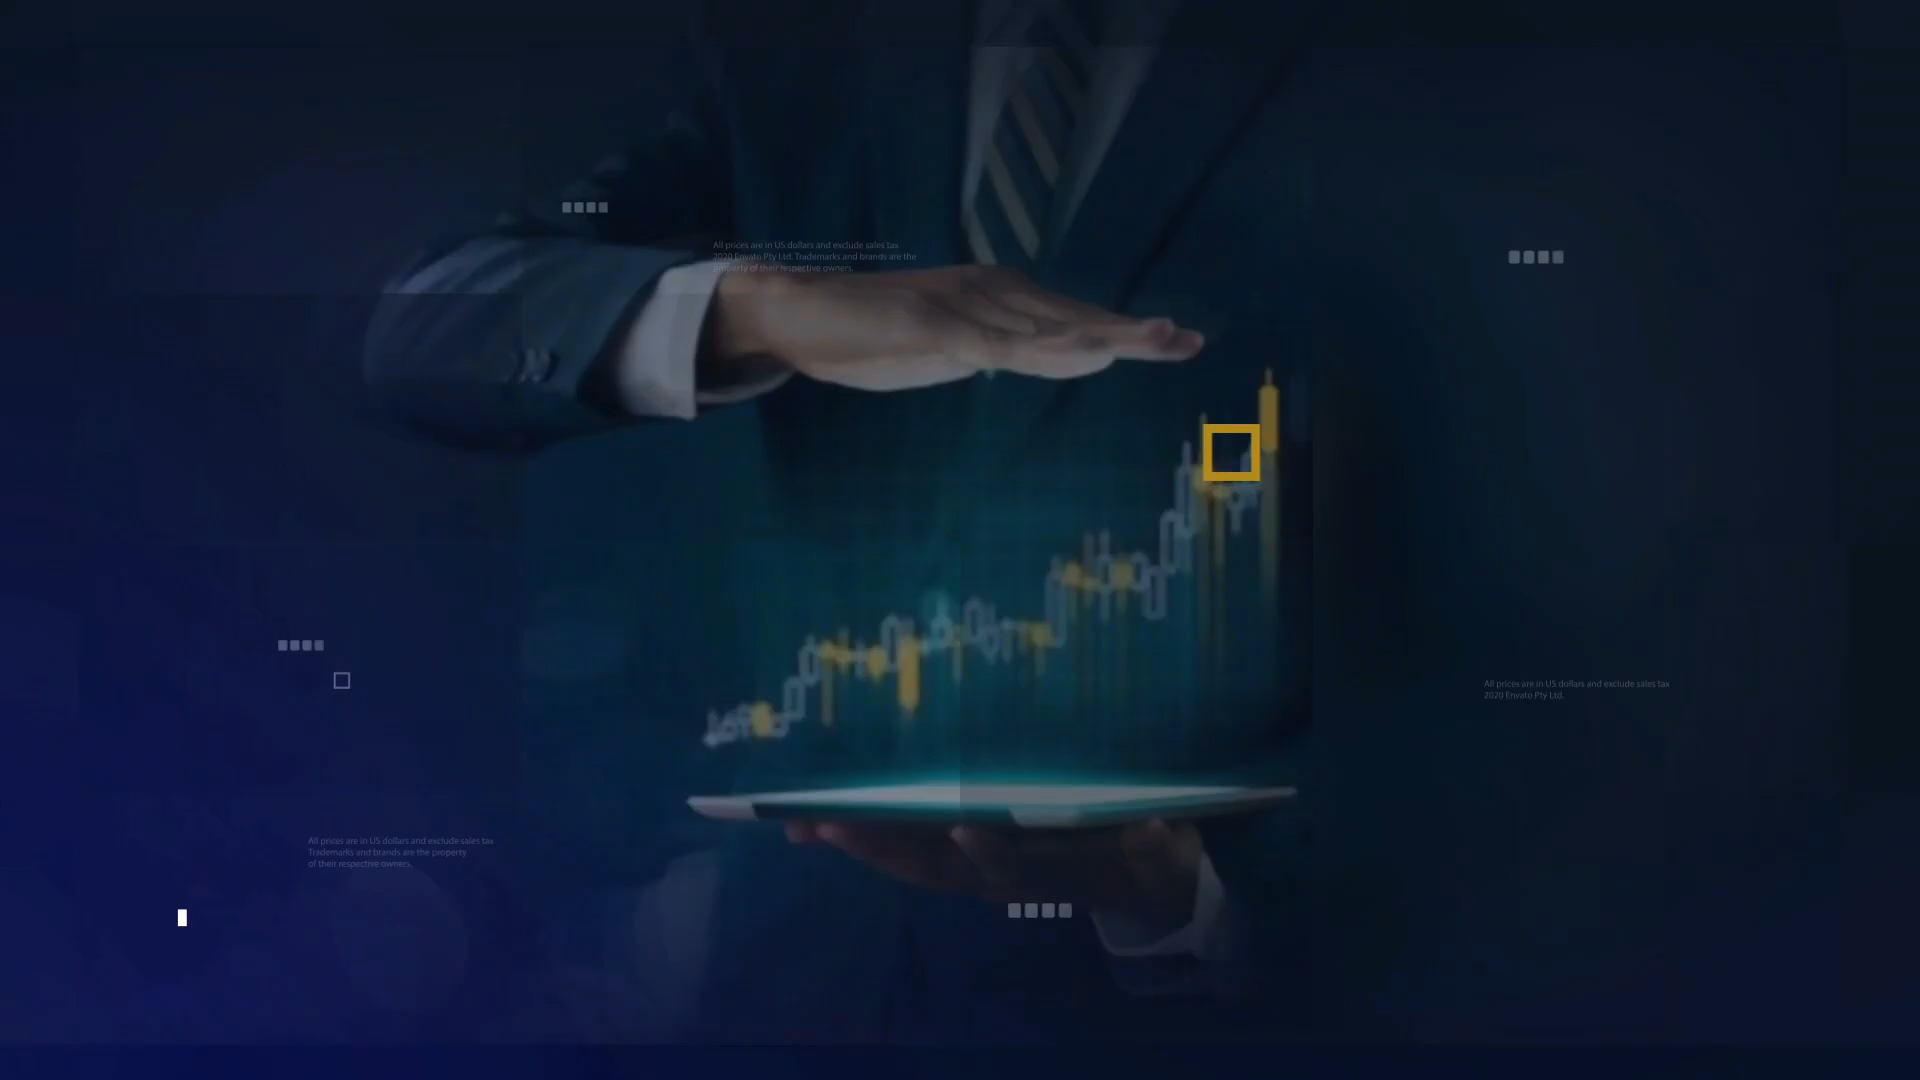 All prices are in US dollars and exclude sales tax
2020 Envato Pty Ltd. Trademarks and brands are the
property of their respective owners.
All prices are in US dollars and exclude sales tax
2020 Envato Pty Ltd.
All prices are in US dollars and exclude sales tax
Trademarks and brands are the property
of their respective owners.